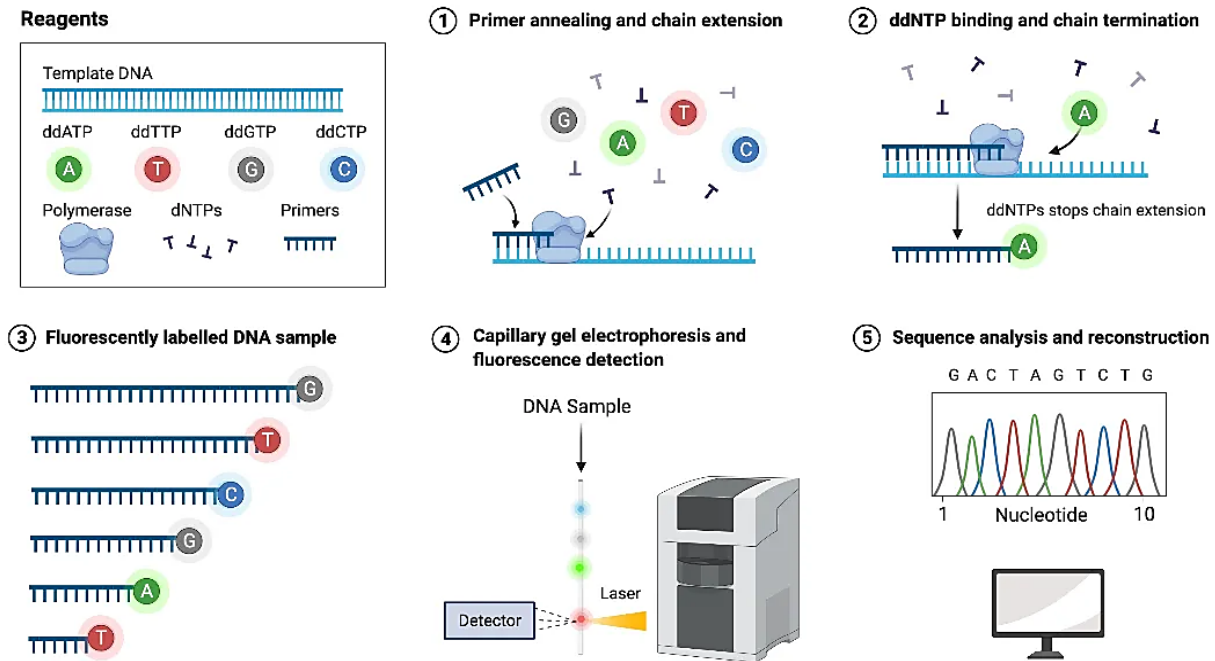 Reagents
Template DNA
ddATP ddTTP ddGTP ddCTP
A T G C
Polymerase dNTPs Primers
1 Primer annealing and chain extension
G A T C
2 ddNTP binding and chain termination
A
ddNTPs stops chain extension
A
3 Fluorescently labelled DNA sample
G
T
C
G
A
T
4 Capillary gel electrophoresis and
fluorescence detection
DNA Sample
Laser
Detector
5 Sequence analysis and reconstruction
G A C T A G T C T G
1 Nucleotide 10